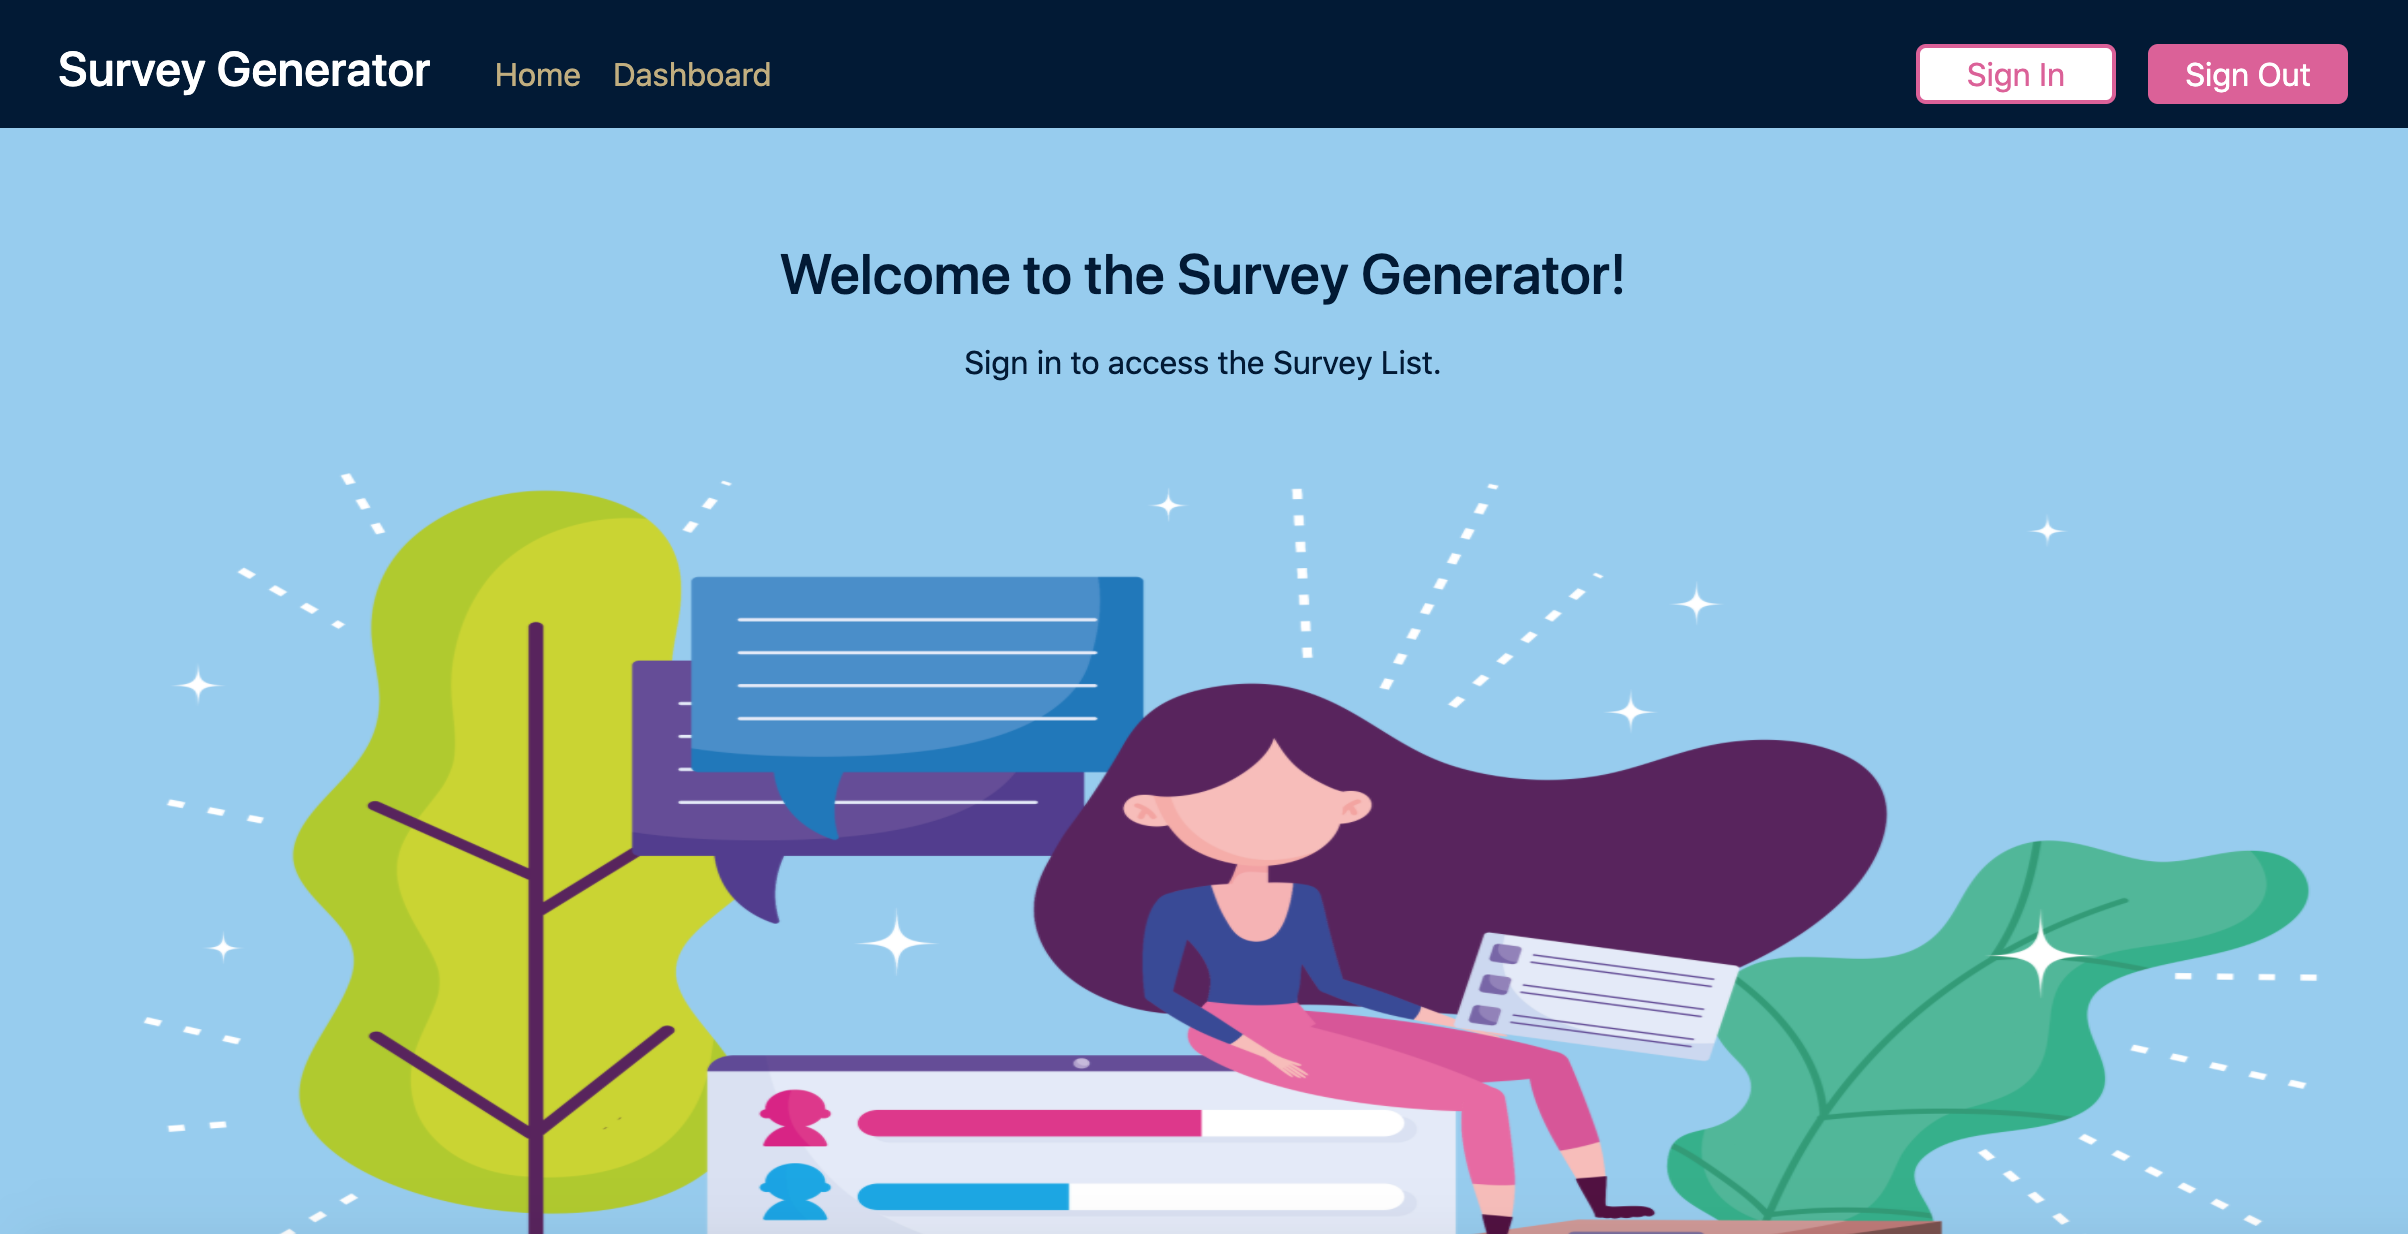 Survey Generator Home Dashboard Sign In Sign Out
Welcome to the Survey Generator!
Sign in to access the Survey List.